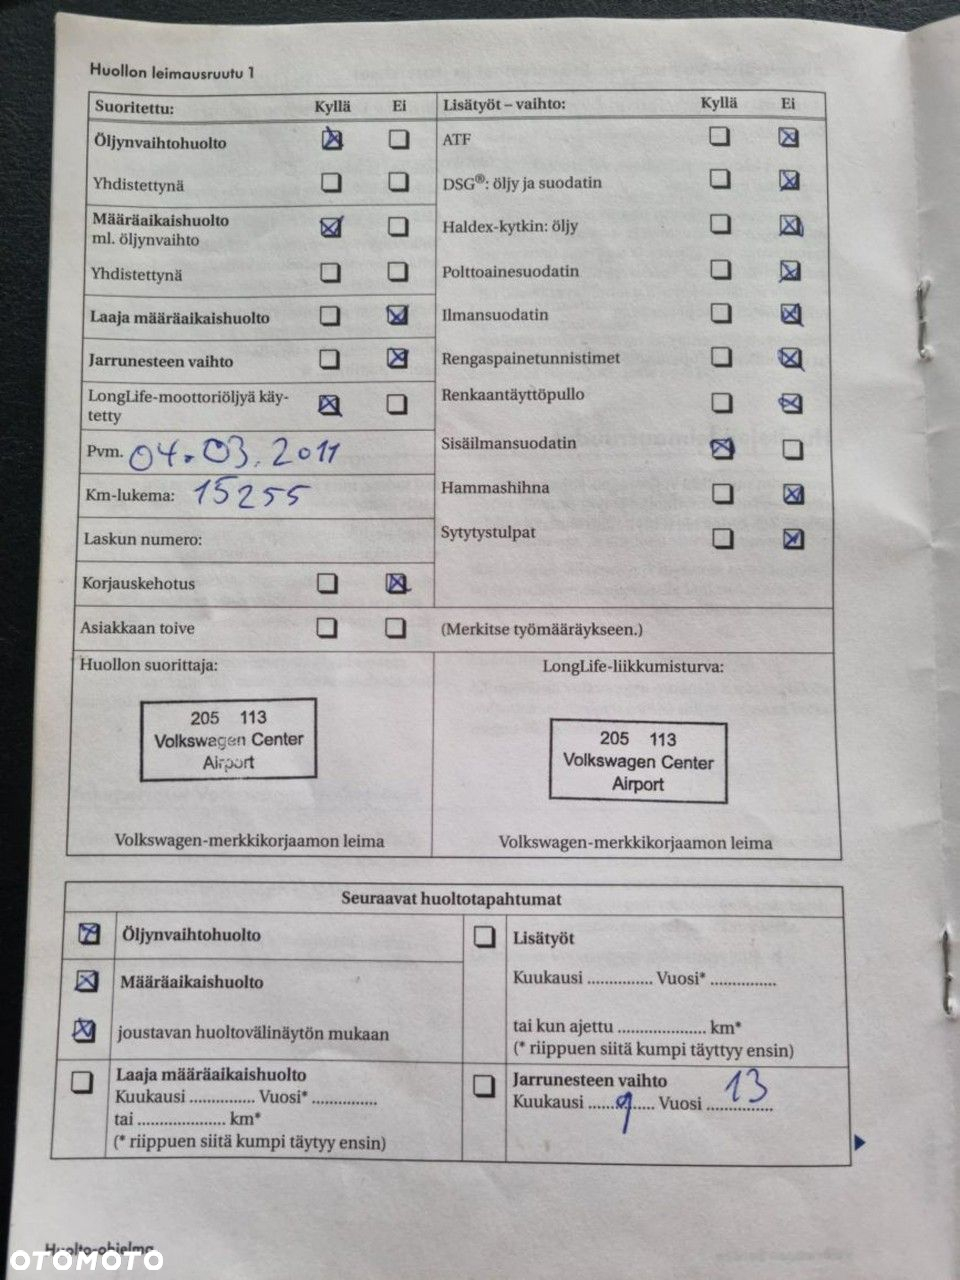 Huollon leimausruutu 1
Suoritettu: Kyllä Ei
Öljynvaihtohuolto
Yhdistettynä
Määräaikaishuolto
ml. öljynvaihto
Yhdistettynä
Laaja määräaikaishuolto
Jarrunesteen vaihto
LongLife-moottoriöljyä käy-
tetty
Pvm. 04.03.2011
Km-lukema: 15255
Laskun numero:
Korjauskehotus
Asiakkaan toive
Lisätyöt – vaihto: Kyllä Ei
ATF
DSG®: öljy ja suodatin
Haldex-kytkin: öljy
Polttoainesuodatin
Ilmansuodatin
Rengaspainetunnistimet
Renkaantäyttöpullo
Sisäilmansuodatin
Hammashihna
Sytytystulpat
(Merkitse työmääräykseen.)
Huollon suorittaja:
205 113
Volkswagen Center
Airport
Volkswagen-merkkikorjaamon leima
LongLife-liikkumisturva:
205 113
Volkswagen Center
Airport
Volkswagen-merkkikorjaamon leima
Seuraavat huoltotapahtumat
Öljynvaihtohuolto
Määräaikaishuolto
joustavan huoltovälinäytön mukaan
Laaja määräaikaishuolto
Kuukausi .............. Vuosi* ..............
tai .................... km*
(* riippuen siitä kumpi täytyy ensin)
Lisätyöt
Kuukausi .............. Vuosi* ..............
tai kun ajettu .................... km*
(* riippuen siitä kumpi täyttyy ensin)
Jarrunesteen vaihto
Kuukausi ...9... Vuosi 13
Huolto-ohjelma
OTOMOTO